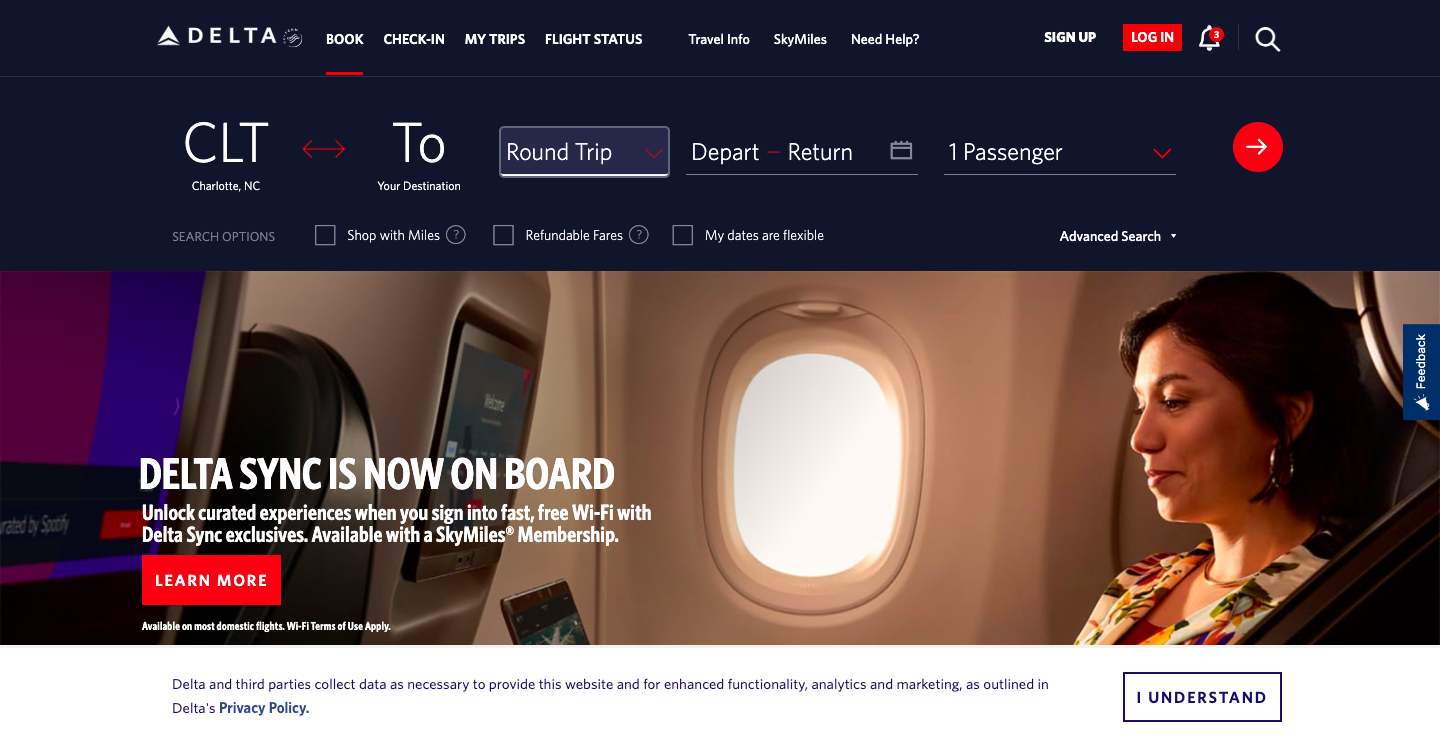 DELTA
BOOK
CHECK-IN
MY TRIPS
FLIGHT STATUS
Travel Info
SkyMiles
Need Help?
SIGN UP
LOG IN
3
CLT
Charlotte, NC
To
Your Destination
Round Trip
Depart – Return
1 Passenger
SEARCH OPTIONS
Shop with Miles ?
Refundable Fares ?
My dates are flexible
Advanced Search
Feedback
Welcome
urated by Spotify
DELTA SYNC IS NOW ON BOARD
Unlock curated experiences when you sign into fast, free Wi-Fi with
Delta Sync exclusives. Available with a SkyMiles® Membership.
LEARN MORE
Available on most domestic flights. Wi-Fi Terms of Use Apply.
Delta and third parties collect data as necessary to provide this website and for enhanced functionality, analytics and marketing, as outlined in
Delta's Privacy Policy.
I UNDERSTAND